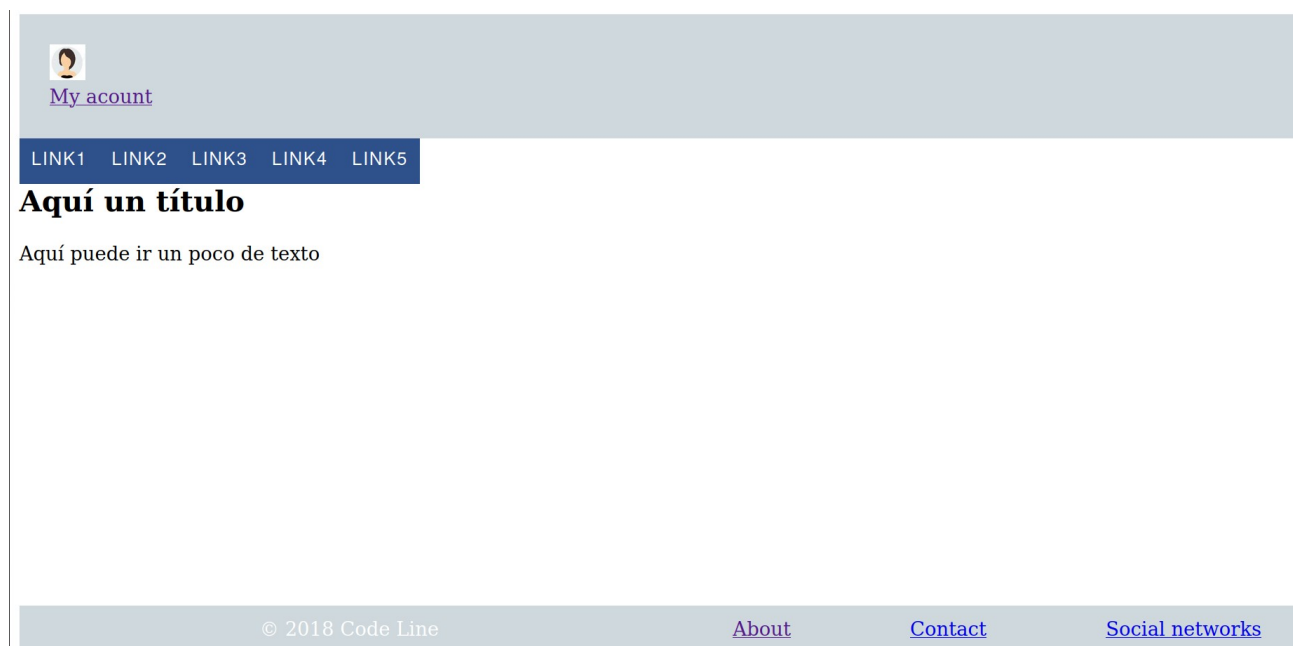 My acount
LINK1 LINK2 LINK3 LINK4 LINK5
Aquí un título
Aquí puede ir un poco de texto
© 2018 Code Line About Contact Social networks